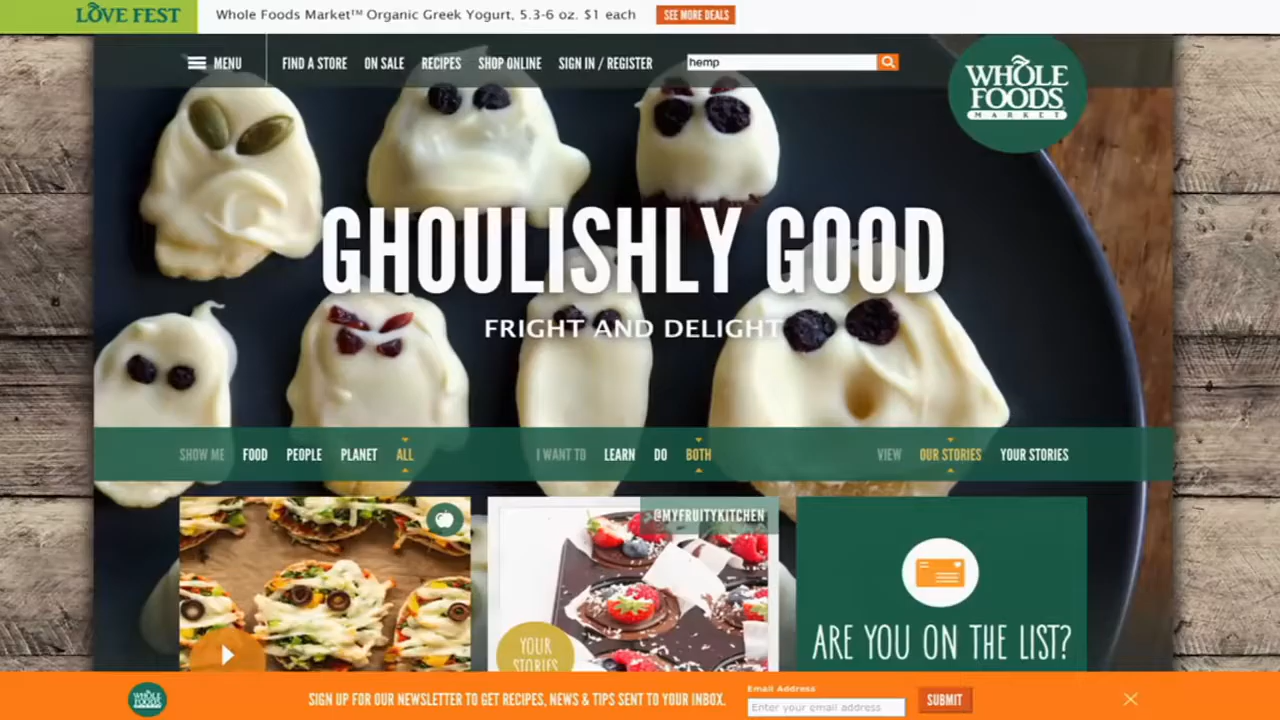 LOVE FEST
Whole Foods Market™ Organic Greek Yogurt, 5.3-6 oz. $1 each
SEE MORE DEALS
MENU
FIND A STORE
ON SALE
RECIPES
SHOP ONLINE
SIGN IN / REGISTER
hemp
WHOLE
FOODS
MARKET
GHOULISHLY GOOD
FRIGHT AND DELIGHT
SHOW ME FOOD PEOPLE PLANET ALL
I WANT TO LEARN DO BOTH
VIEW OUR STORIES YOUR STORIES
@MYFRUITYKITCHEN
YOUR
STORIES
ARE YOU ON THE LIST?
WHOLE
FOODS
SIGN UP FOR OUR NEWSLETTER TO GET RECIPES, NEWS & TIPS SENT TO YOUR INBOX.
Email Address
Enter your email address
SUBMIT